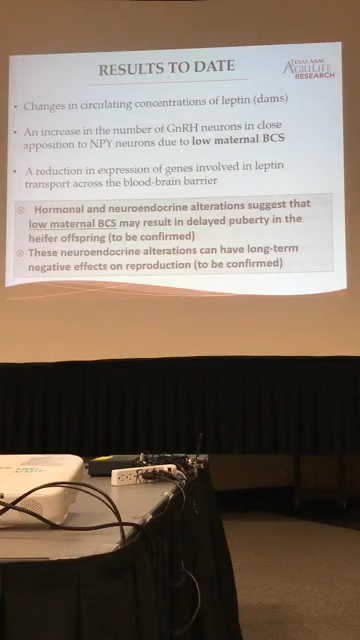 RESULTS TO DATE
TEXAS A&M
AGRILIFE
RESEARCH
• Changes in circulating concentrations of leptin (dams)
• An increase in the number of GnRH neurons in close
apposition to NPY neurons due to low maternal BCS
• A reduction in expression of genes involved in leptin
transport across the blood-brain barrier
Hormonal and neuroendocrine alterations suggest that
low maternal BCS may result in delayed puberty in the
heifer offspring (to be confirmed)
These neuroendocrine alterations can have long-term
negative effects on reproduction (to be confirmed)